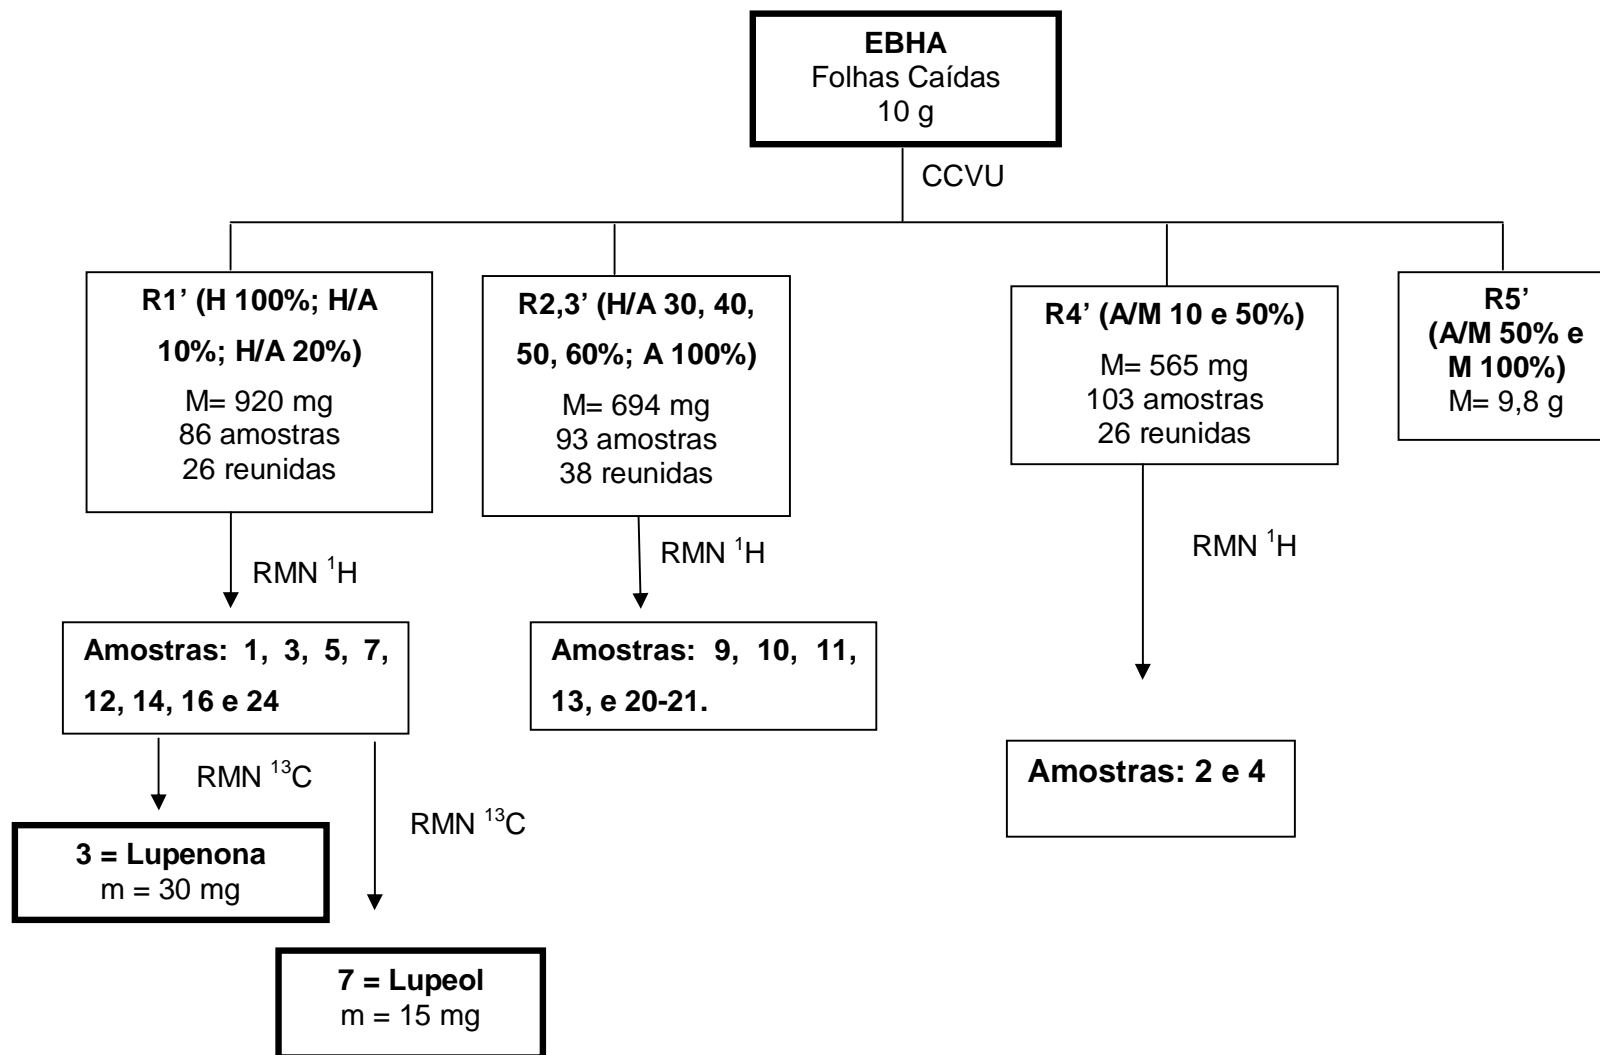 EBHA
Folhas Caídas
10 g
CCVU
R1’ (H 100%; H/A
10%; H/A 20%)
M= 920 mg
86 amostras
26 reunidas
R2,3’ (H/A 30, 40,
50, 60%; A 100%)
M= 694 mg
93 amostras
38 reunidas
R4’ (A/M 10 e 50%)
M= 565 mg
103 amostras
26 reunidas
R5’
(A/M 50% e
M 100%)
M= 9,8 g
RMN ¹H
RMN ¹H
RMN ¹H
Amostras: 1, 3, 5, 7,
12, 14, 16 e 24
Amostras: 9, 10, 11,
13, e 20-21.
Amostras: 2 e 4
RMN ¹³C
RMN ¹³C
3 = Lupenona
m = 30 mg
7 = Lupeol
m = 15 mg